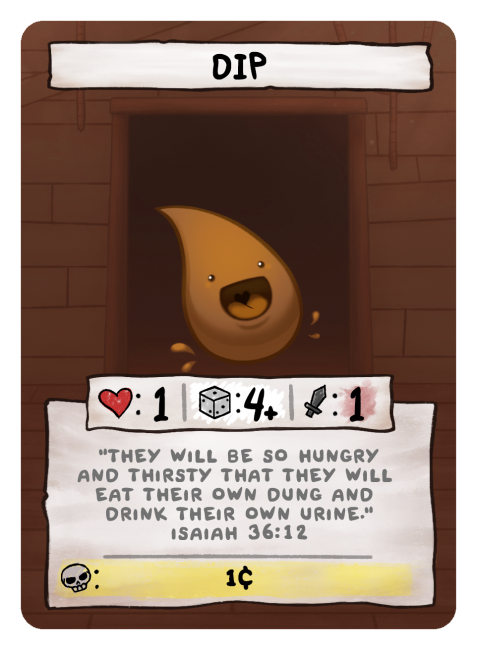 DIP
: 1 :4+ : 1
"THEY WILL BE SO HUNGRY
AND THIRSTY THAT THEY WILL
EAT THEIR OWN DUNG AND
DRINK THEIR OWN URINE."
ISAIAH 36:12
: 1¢